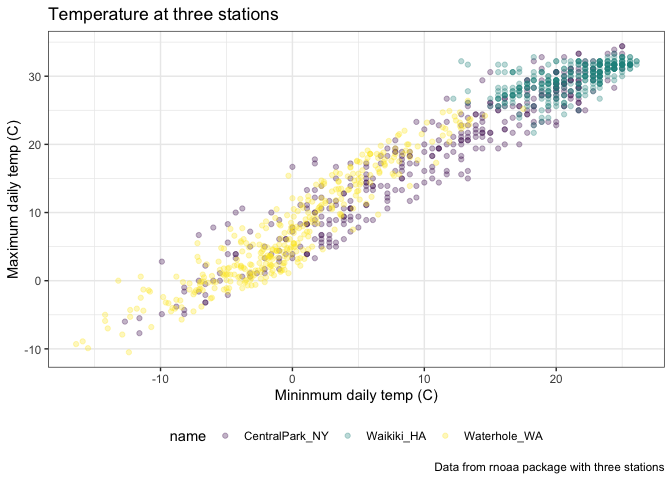 Temperature at three stations
Maximum daily temp (C)
30
20
10
0
-10
-10 0 10 20
Mininmum daily temp (C)
name CentralPark_NY Waikiki_HA Waterhole_WA
Data from rnoaa package with three stations